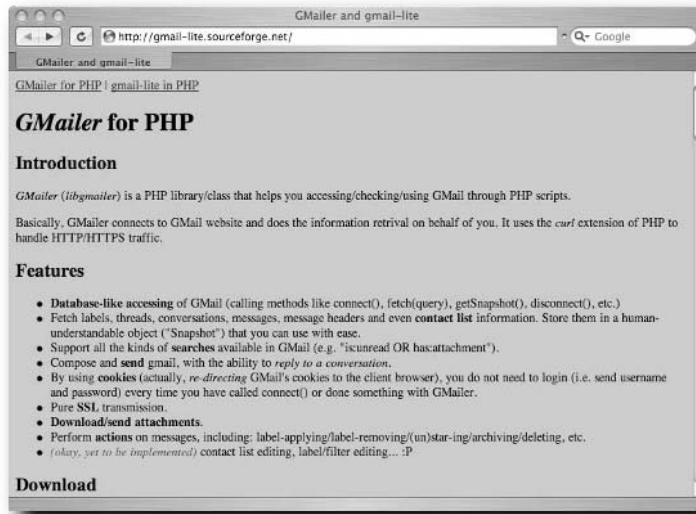 GMailer and gmail-lite
http://gmail-lite.sourceforge.net/
Google
GMailer and gmail-lite
GMailer for PHP | gmail-lite in PHP
GMailer for PHP
Introduction
GMailer (libgmailer) is a PHP library/class that helps you accessing/checking/using GMail through PHP scripts.
Basically, GMailer connects to GMail website and does the information retrival on behalf of you. It uses the curl extension of PHP to
handle HTTP/HTTPS traffic.
Features
• Database-like accessing of GMail (calling methods like connect(), fetch(query), getSnapshot(), disconnect(), etc.)
• Fetch labels, threads, conversations, messages, message headers and even contact list information. Store them in a human-
understandable object ("Snapshot") that you can use with ease.
• Support all the kinds of searches available in GMail (e.g. "is:unread OR has:attachment").
• Compose and send gmail, with the ability to reply to a conversation.
• By using cookies (actually, re-directing GMail's cookies to the client browser), you do not need to login (i.e. send username
and password) every time you have called connect() or done something with GMailer.
• Pure SSL transmission.
• Download/send attachments.
• Perform actions on messages, including: label-applying/label-removing/(un)star-ing/archiving/deleting, etc.
• (okay, yet to be implemented) contact list editing, label/filter editing... :P
Download